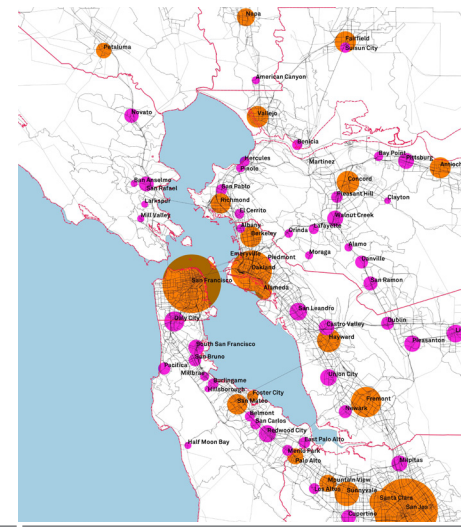 Napa
Fairfield
Suisun City
Petaluma
American Canyon
Novato
Vallejo
Benicia
Hercules
Pinole
Martinez
Bay Point
Pittsburg
Antioch
San Anselmo
San Rafael
San Pablo
Richmond
Concord
Pleasant Hill
Clayton
Larkspur
Mill Valley
El Cerrito
Albany
Berkeley
Orinda
Lafayette
Walnut Creek
Emeryville
Piedmont
Oakland
Moraga
Alamo
Danville
San Francisco
Alameda
San Ramon
Daly City
San Leandro
Castro Valley
Dublin
Hayward
Pleasanton
South San Francisco
San Bruno
Pacifica
Millbrae
Burlingame
Hillsborough
Union City
Foster City
San Mateo
Fremont
Newark
Belmont
San Carlos
Redwood City
East Palo Alto
Half Moon Bay
Menlo Park
Palo Alto
Milpitas
Mountain View
Los Altos
Sunnyvale
Santa Clara
San Jos
Cupertino